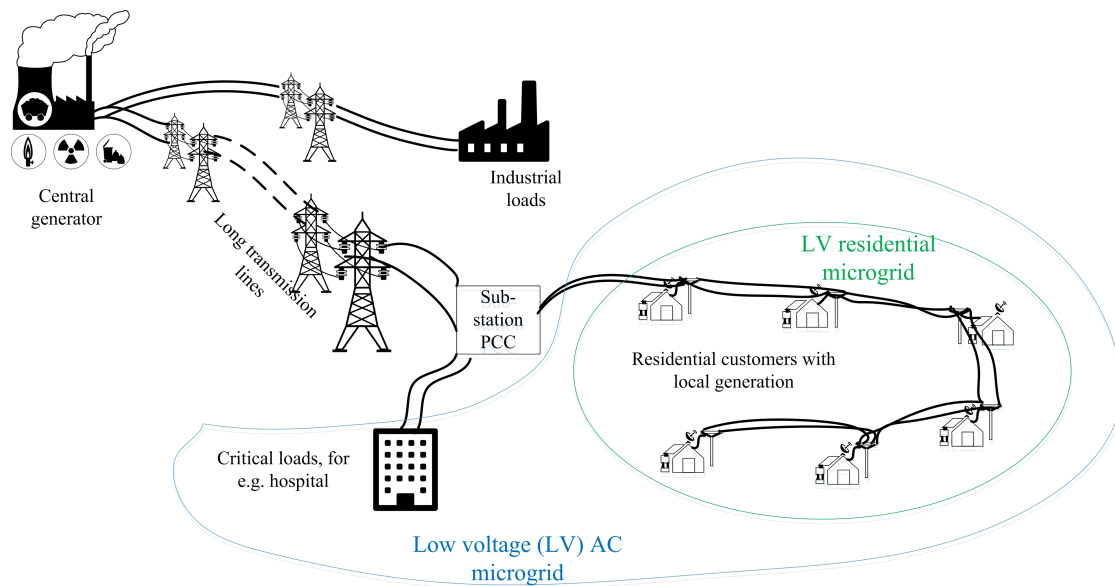 Central
generator
Industrial
loads
Long transmission
lines
Sub-
station
PCC
LV residential
microgrid
Residential customers with
local generation
Critical loads, for
e.g. hospital
Low voltage (LV) AC
microgrid